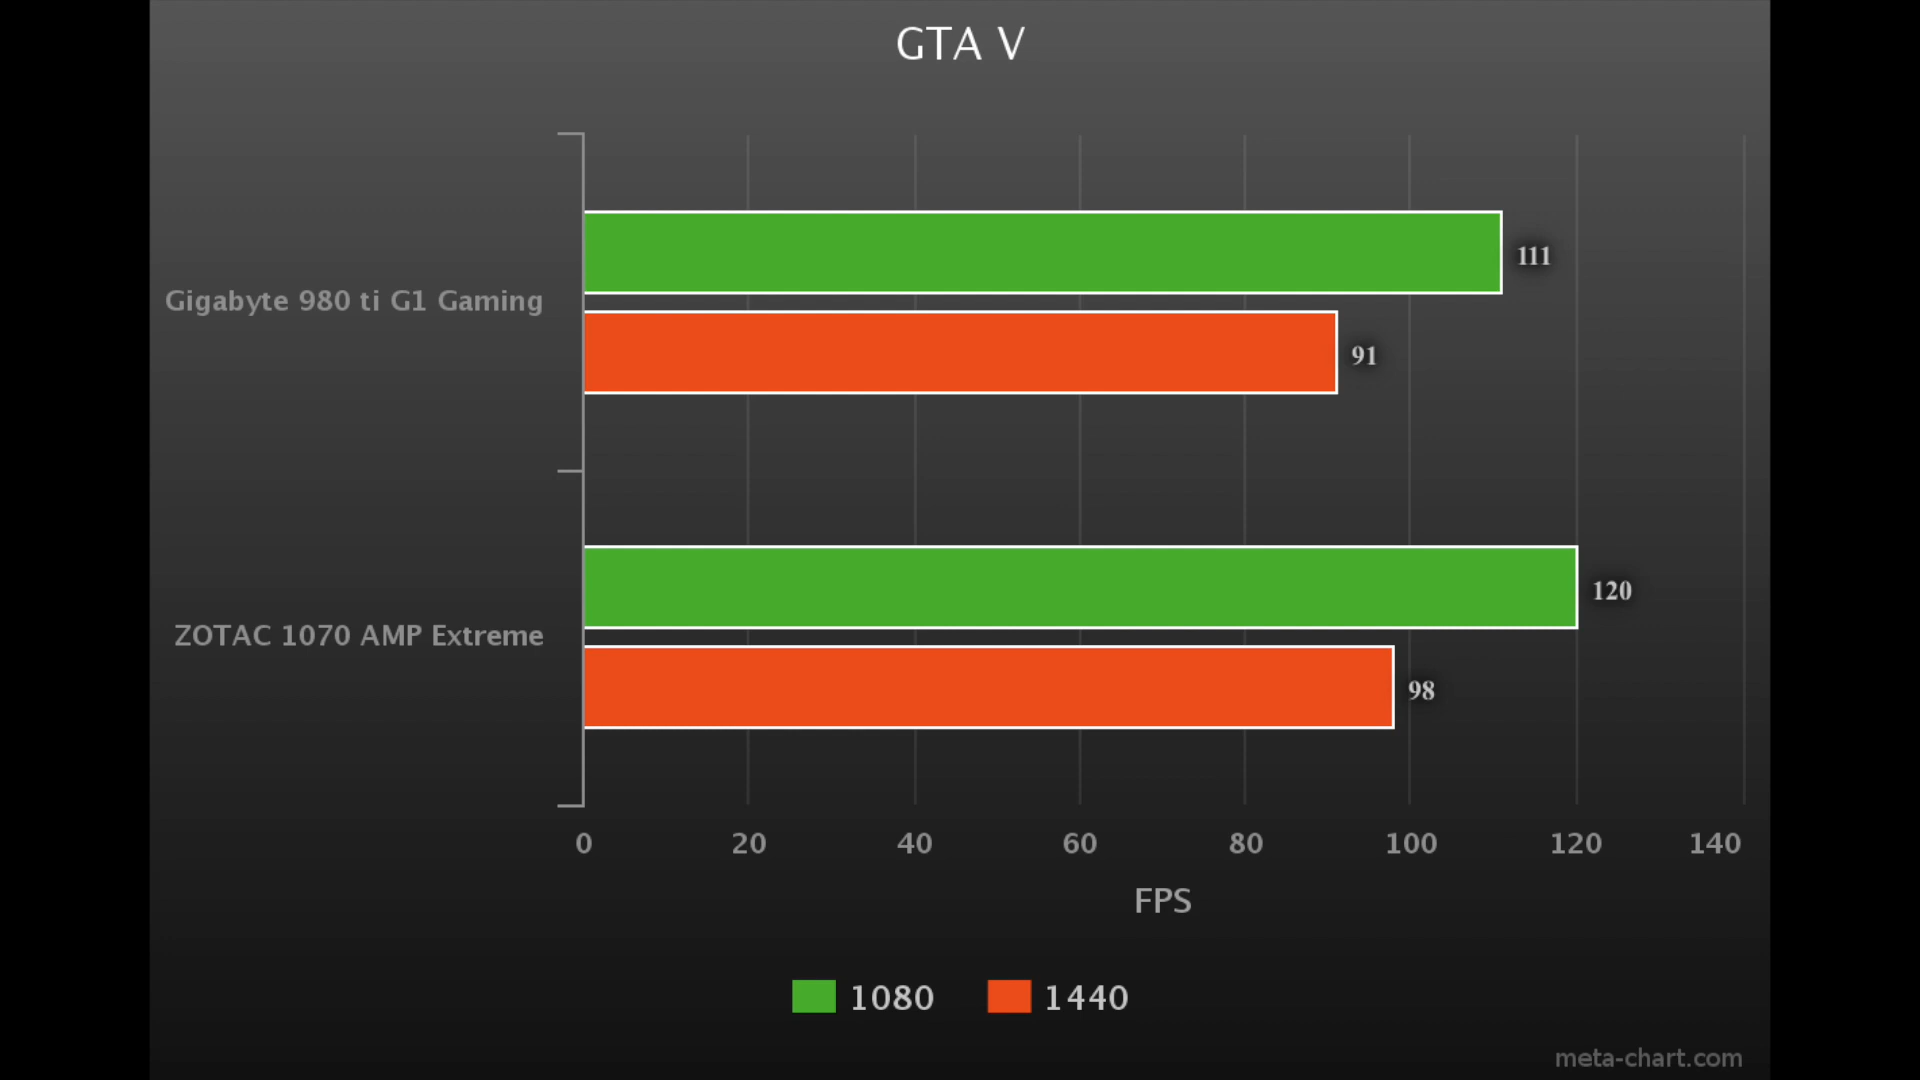 GTA V
Gigabyte 980 ti G1 Gaming
111
91
ZOTAC 1070 AMP Extreme
120
98
0 20 40 60 80 100 120 140
FPS
1080 1440
meta-chart.com